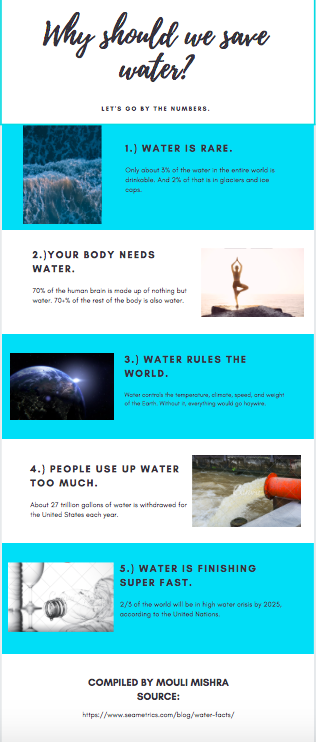 Why should we save
water?
LET'S GO BY THE NUMBERS.
1.) WATER IS RARE.
Only about 3% of the water in the entire world is
drinkable. And 2% of that is in glaciers and ice
caps.
2.)YOUR BODY NEEDS
WATER.
70% of the human brain is made up of nothing but
water. 70+% of the rest of the body is also water.
3.) WATER RULES THE
WORLD.
Water controls the temperature, climate, speed, and weight
of the Earth. Without it, everything would go haywire.
4.) PEOPLE USE UP WATER
TOO MUCH.
About 27 trillion gallons of water is withdrawed for
the United States each year.
5.) WATER IS FINISHING
SUPER FAST.
2/3 of the world will be in high water crisis by 2025,
according to the United Nations.
COMPILED BY MOULI MISHRA
SOURCE:
https://www.seametrics.com/blog/water-facts/